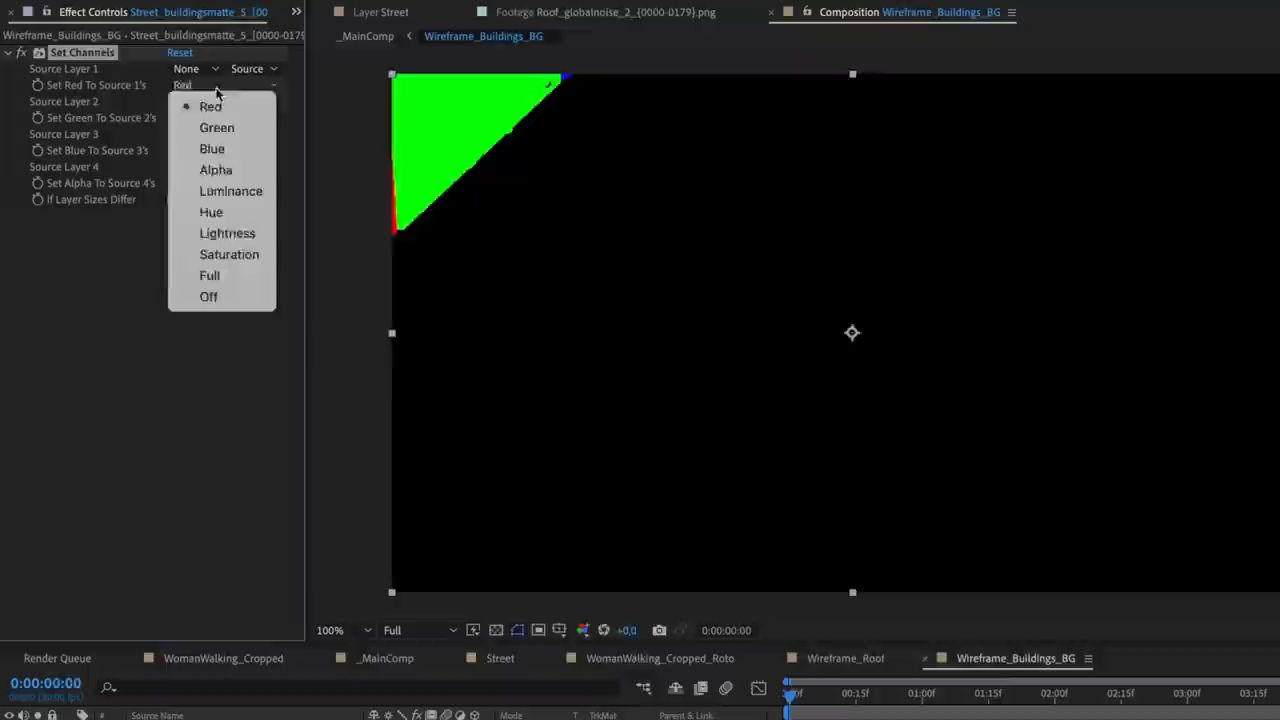 Effect Controls Street_buildingsmatte_5_[00
Layer Street
Footage Roof_globalnoise_2_{0000-0179}.png
Composition Wireframe_Buildings_BG
_MainComp
Wireframe_Buildings_BG
Wireframe_Buildings_BG - Street_buildingsmatte_5_[0000-0179
fx Set Channels Reset
Source Layer 1 None Source
Set Red To Source 1's Red
Source Layer 2
Set Green To Source 2's
Source Layer 3
Set Blue To Source 3's
Source Layer 4
Set Alpha To Source 4's
If Layer Sizes Differ
Red
Green
Blue
Alpha
Luminance
Hue
Lightness
Saturation
Full
Off
100% Full +0,0 0:00:00:00
Render Queue WomanWalking_Cropped _MainComp Street WomanWalking_Cropped_Roto Wireframe_Roof Wireframe_Buildings_BG
0:00:00:00
00:15f 01:00f 01:15f 02:00f 02:15f 03:00f 03:15f
# Source Name fx Mode T TrkMat Parent & Link